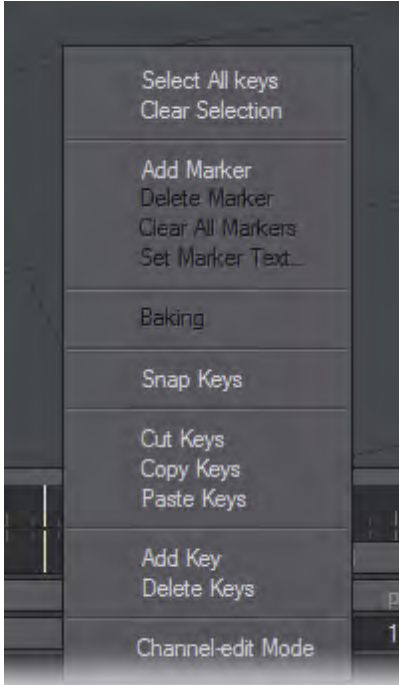 Select All keys
Clear Selection
Add Marker
Delete Marker
Clear All Markers
Set Marker Text...
Baking
Snap Keys
Cut Keys
Copy Keys
Paste Keys
Add Key
Delete Keys
p
Channel-edit Mode
1